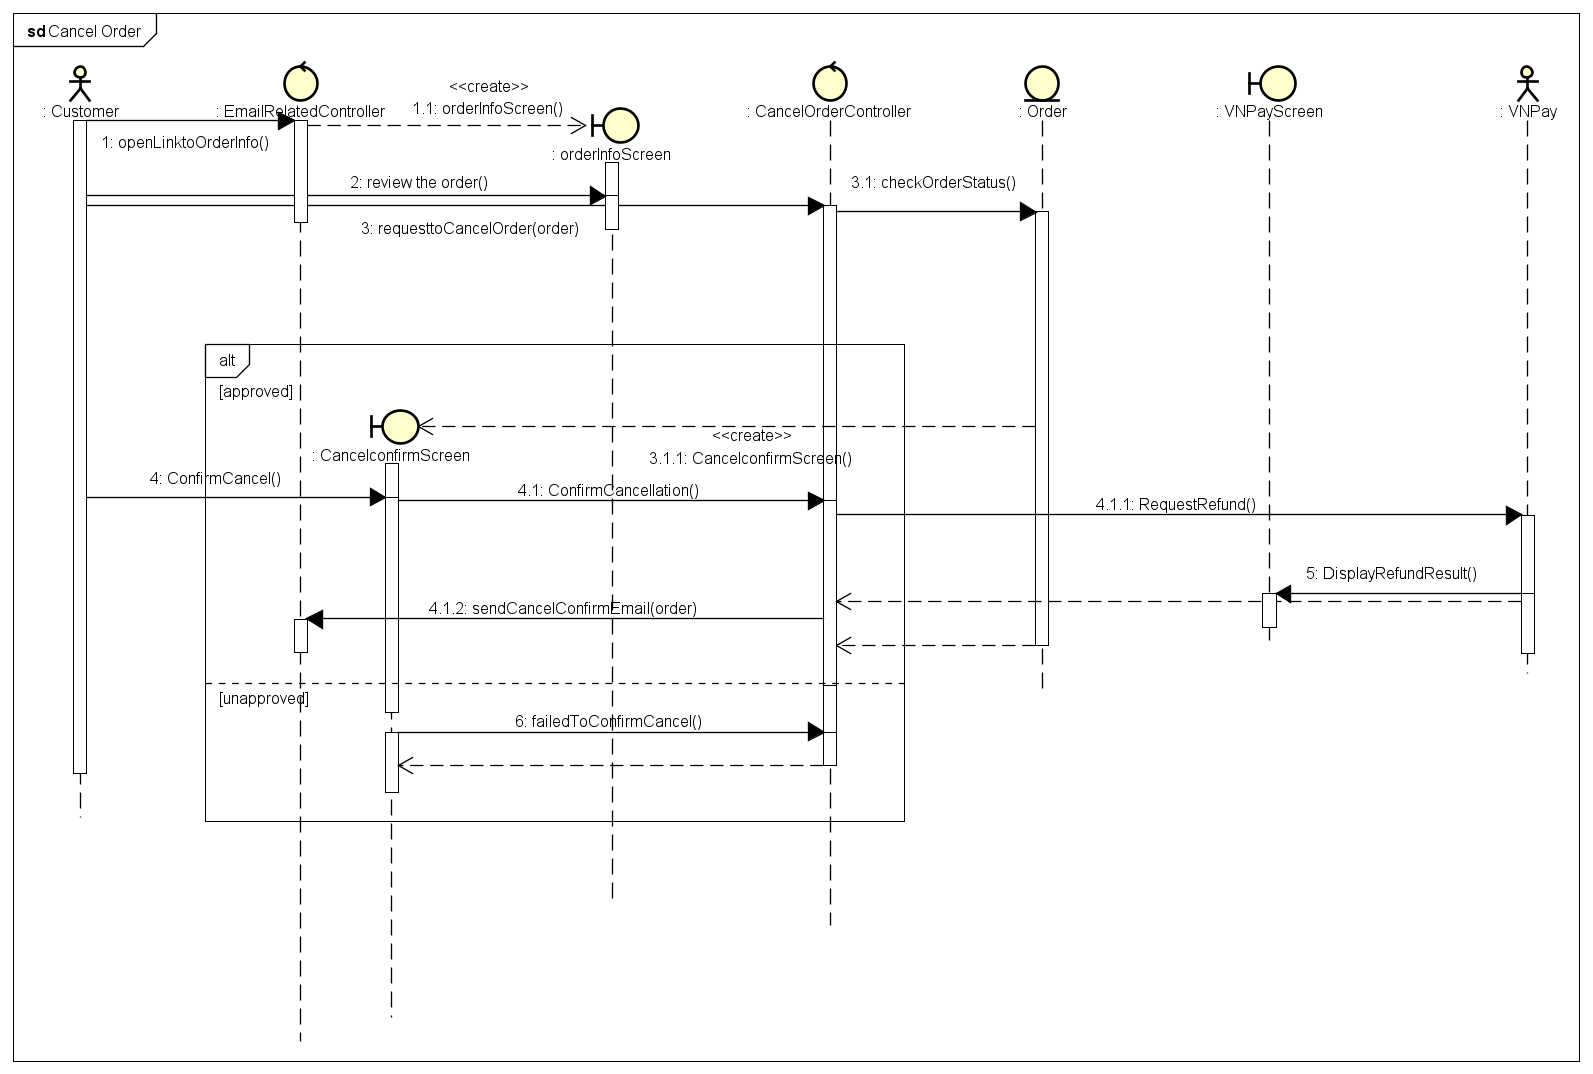 sd Cancel Order
: Customer
: EmailRelatedController
<<create>>
1.1: orderInfoScreen()
: orderInfoScreen
: CancelOrderController
: Order
: VNPayScreen
: VNPay
1: openLinktoOrderInfo()
2: review the order()
3.1: checkOrderStatus()
3: requesttoCancelOrder(order)
alt
[approved]
<<create>>
3.1.1: CancelconfirmScreen()
: CancelconfirmScreen
4: ConfirmCancel()
4.1: ConfirmCancellation()
4.1.1: RequestRefund()
5: DisplayRefundResult()
4.1.2: sendCancelConfirmEmail(order)
[unapproved]
6: failedToConfirmCancel()